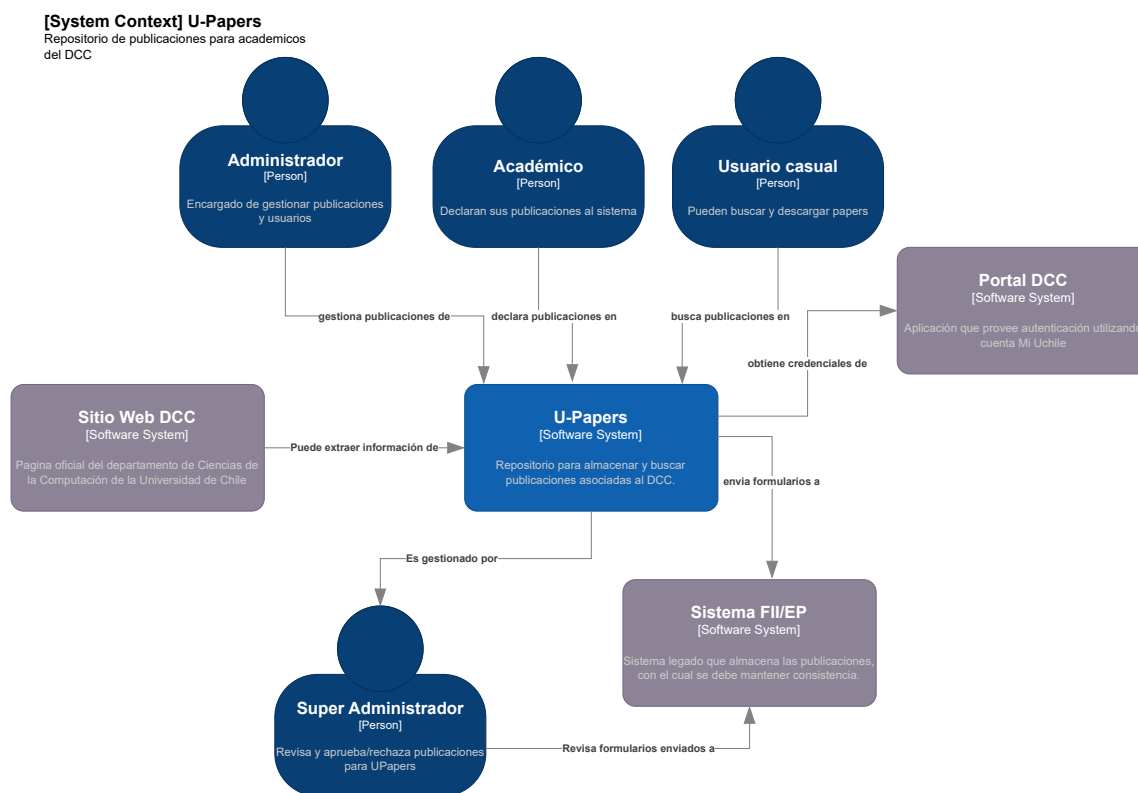 [System Context] U-Papers
Repositorio de publicaciones para academicos
del DCC
Administrador
[Person]
Encargado de gestionar publicaciones
y usuarios
Académico
[Person]
Declaran sus publicaciones al sistema
Usuario casual
[Person]
Pueden buscar y descargar papers
Portal DCC
[Software System]
Aplicación que provee autenticación utilizando
cuenta Mi Uchile
gestiona publicaciones de
declara publicaciones en
busca publicaciones en
obtiene credenciales de
Sitio Web DCC
[Software System]
Pagina oficial del departamento de Ciencias de
la Computación de la Universidad de Chile
Puede extraer información de
U-Papers
[Software System]
Repositorio para almacenar y buscar
publicaciones asociadas al DCC.
envia formularios a
Es gestionado por
Sistema FII/EP
[Software System]
Sistema legado que almacena las publicaciones,
con el cual se debe mantener consistencia.
Super Administrador
[Person]
Revisa y aprueba/rechaza publicaciones
para UPapers
Revisa formularios enviados a